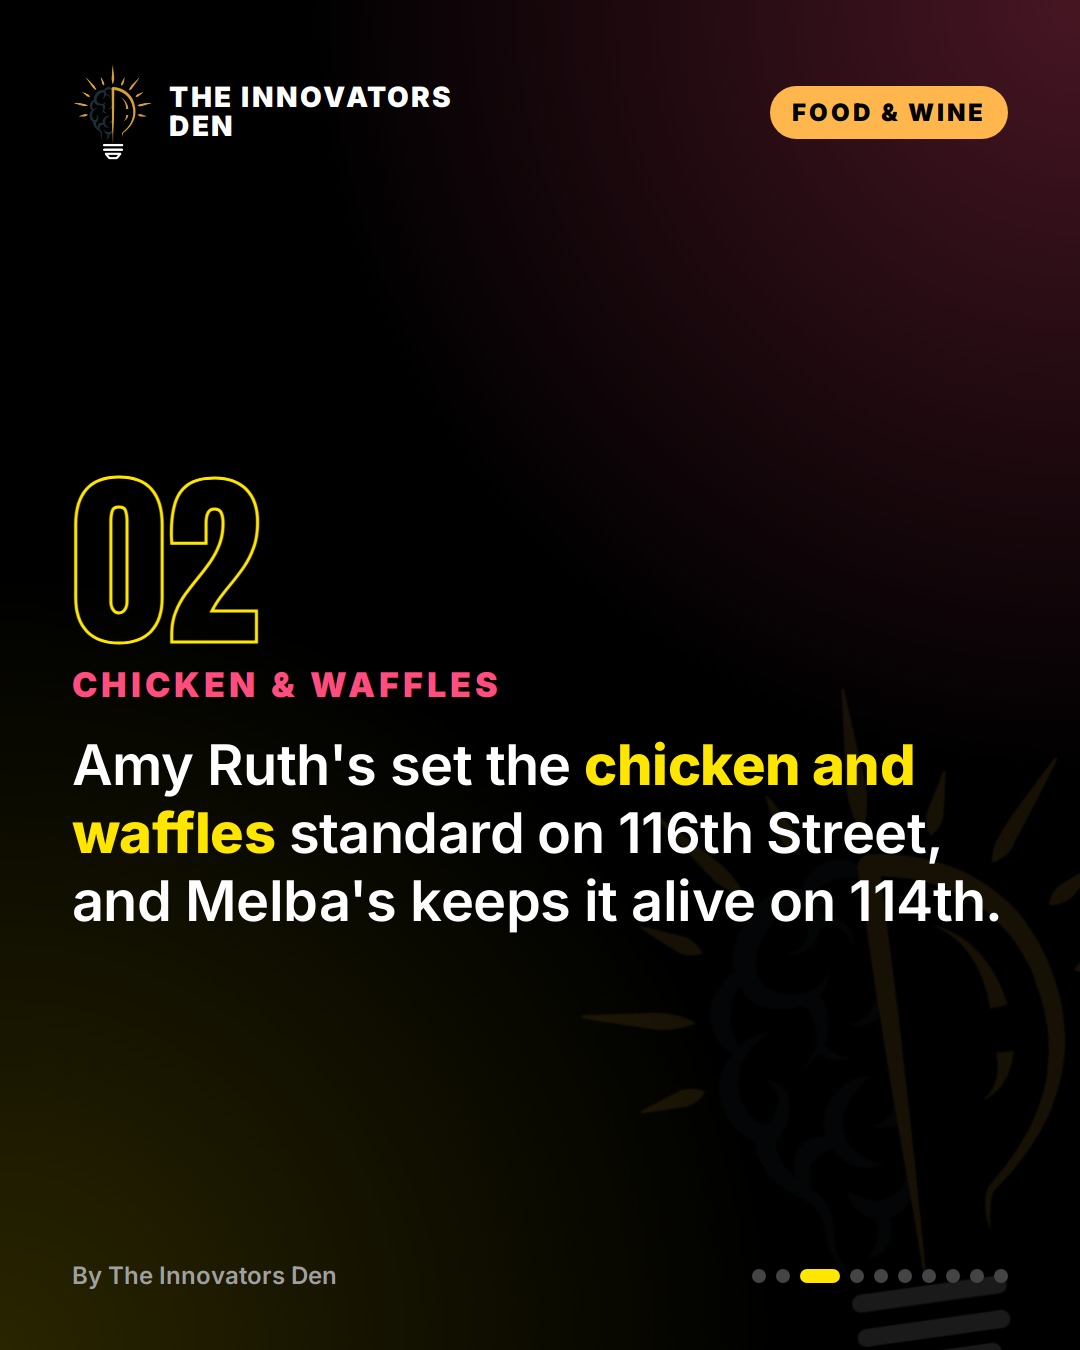 THE INNOVATORS
DEN
FOOD & WINE
02
CHICKEN & WAFFLES
Amy Ruth's set the chicken and
waffles standard on 116th Street,
and Melba's keeps it alive on 114th.
By The Innovators Den